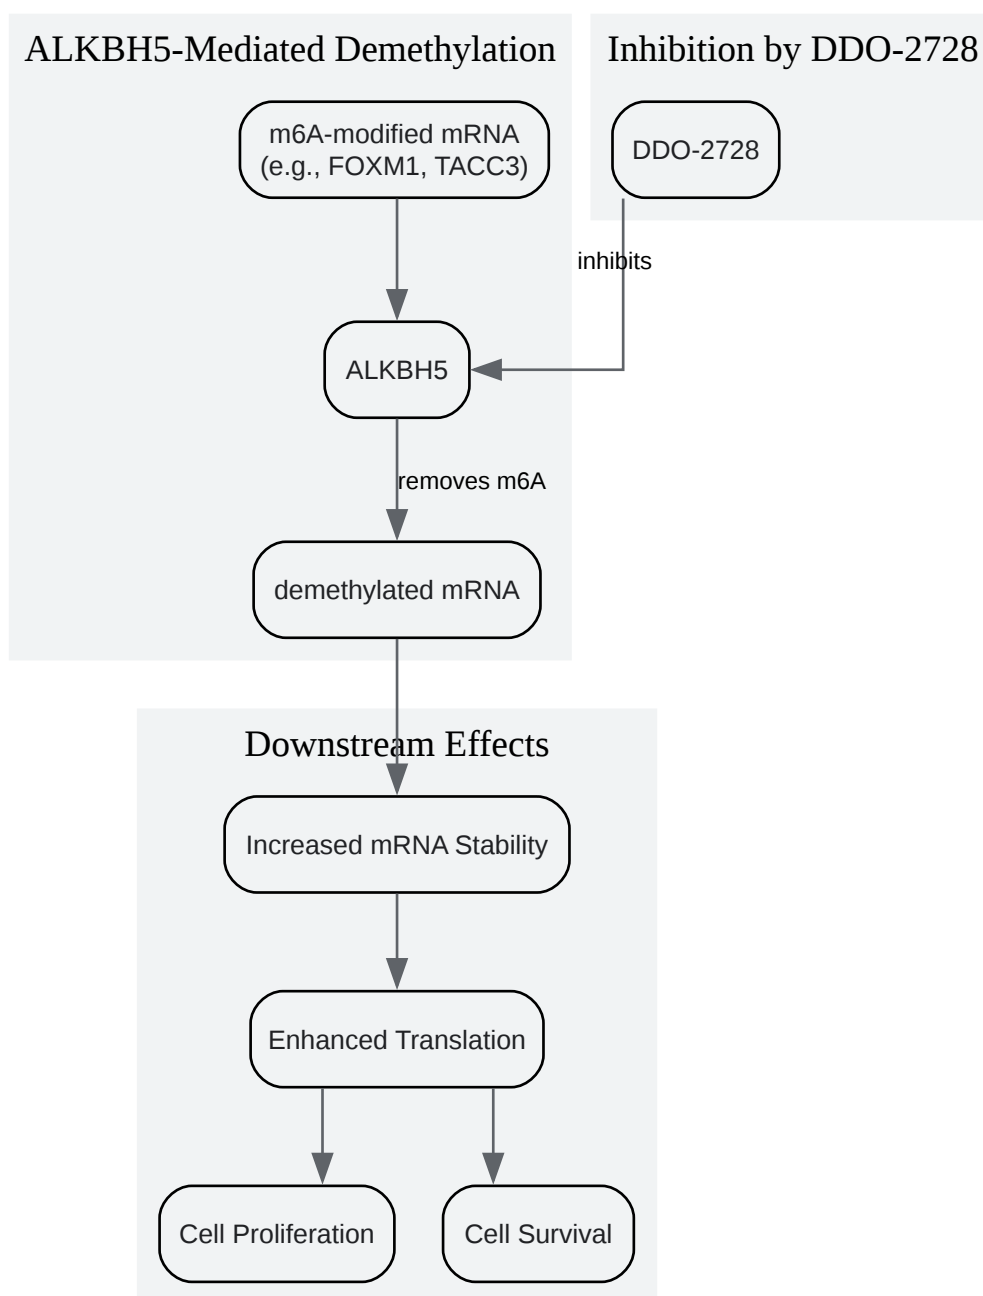 ALKBH5-Mediated Demethylation
Inhibition by DDO-2728
m6A-modified mRNA
(e.g., FOXM1, TACC3)
DDO-2728
inhibits
ALKBH5
removes m6A
demethylated mRNA
Downstream Effects
Increased mRNA Stability
Enhanced Translation
Cell Proliferation
Cell Survival